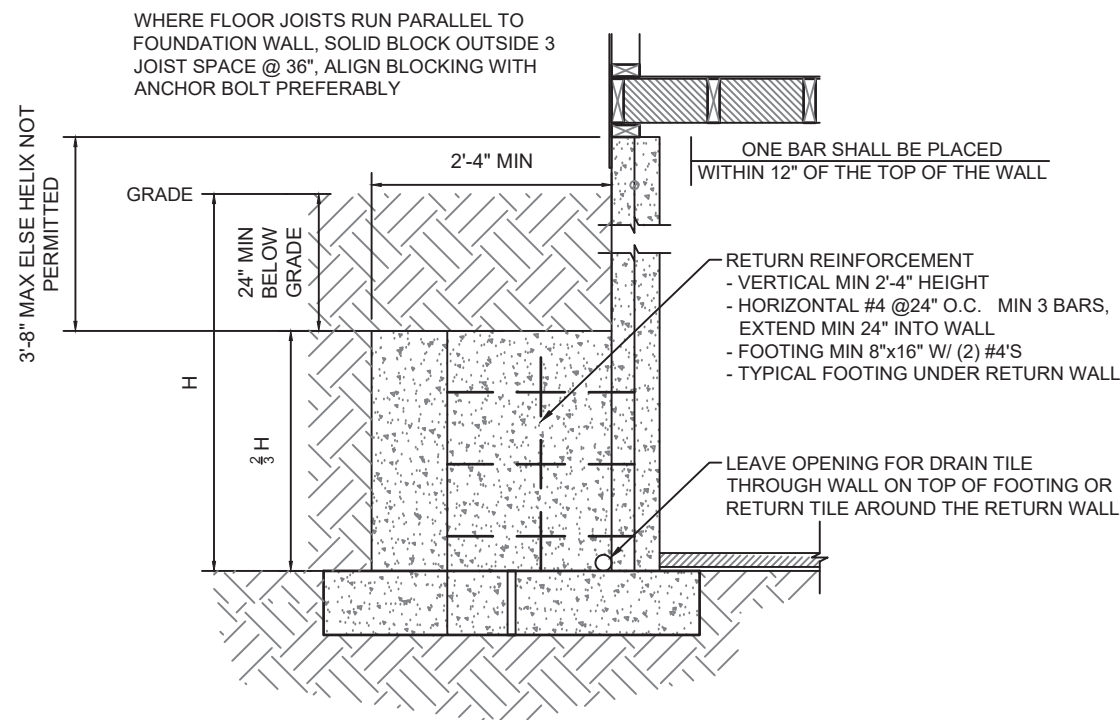 WHERE FLOOR JOISTS RUN PARALLEL TO
FOUNDATION WALL, SOLID BLOCK OUTSIDE 3
JOIST SPACE @ 36", ALIGN BLOCKING WITH
ANCHOR BOLT PREFERABLY
3'-8" MAX ELSE HELIX NOT
PERMITTED
GRADE
2'-4" MIN
24" MIN
BELOW
GRADE
H
2/3 H
ONE BAR SHALL BE PLACED
WITHIN 12" OF THE TOP OF THE WALL
RETURN REINFORCEMENT
- VERTICAL MIN 2'-4" HEIGHT
- HORIZONTAL #4 @24" O.C. MIN 3 BARS,
EXTEND MIN 24" INTO WALL
- FOOTING MIN 8"x16" W/ (2) #4'S
- TYPICAL FOOTING UNDER RETURN WALL
LEAVE OPENING FOR DRAIN TILE
THROUGH WALL ON TOP OF FOOTING OR
RETURN TILE AROUND THE RETURN WALL